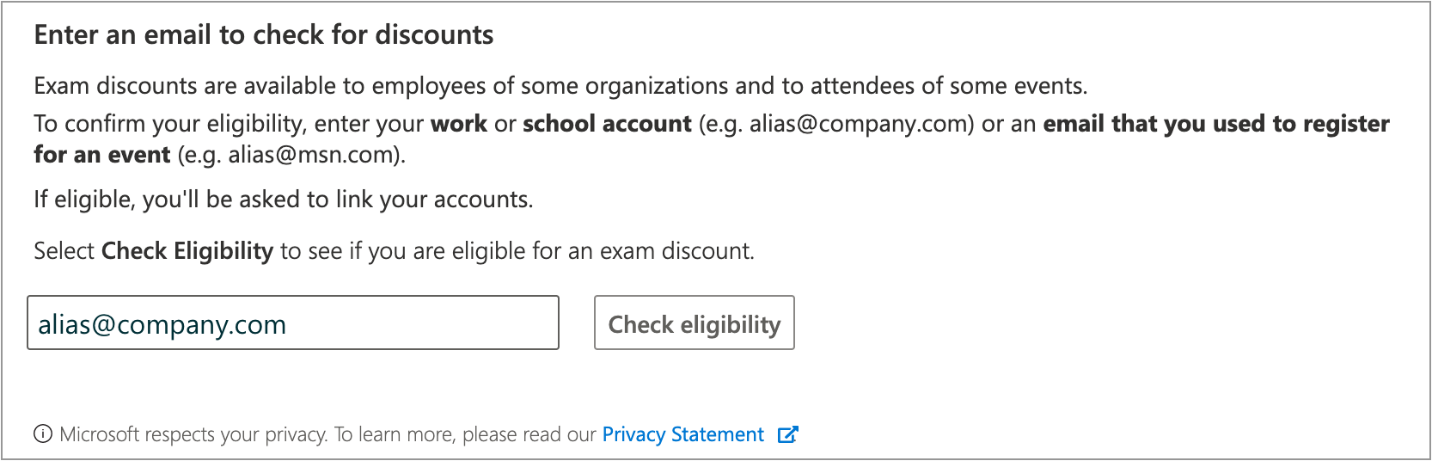 Enter an email to check for discounts
Exam discounts are available to employees of some organizations and to attendees of some events.
To confirm your eligibility, enter your work or school account (e.g. alias@company.com) or an email that you used to register
for an event (e.g. alias@msn.com).
If eligible, you'll be asked to link your accounts.
Select Check Eligibility to see if you are eligible for an exam discount.
alias@company.com
Check eligibility
Microsoft respects your privacy. To learn more, please read our Privacy Statement